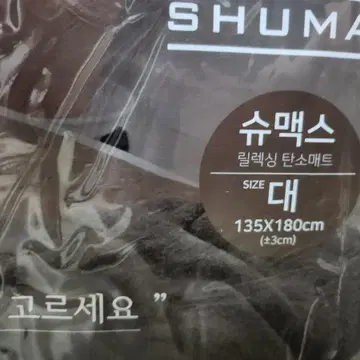 SHUMA
슈맥스
릴렉싱 탄소매트
SIZE 대
135X180cm
(±3cm)
고르세요 ”